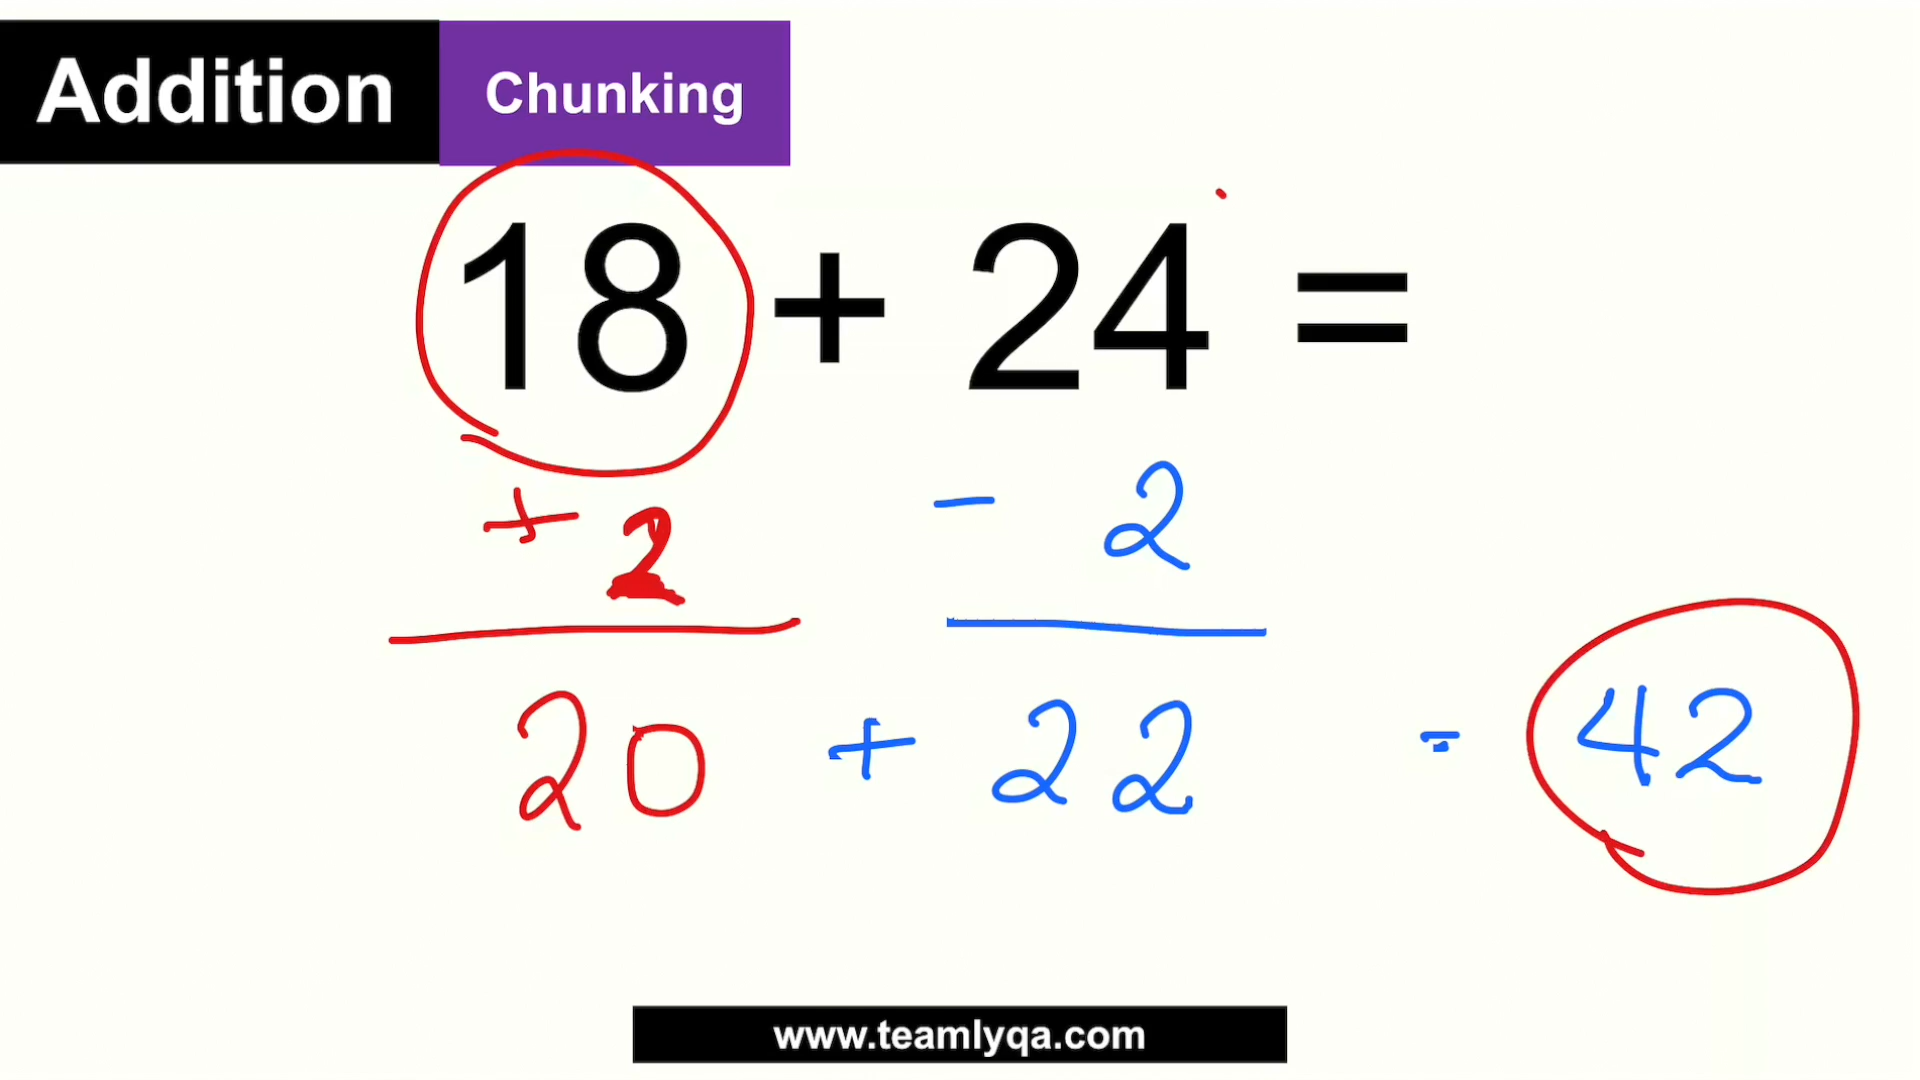 Addition Chunking
18 + 24 =
+ 2 - 2
20 + 22 = 42
www.teamlyqa.com